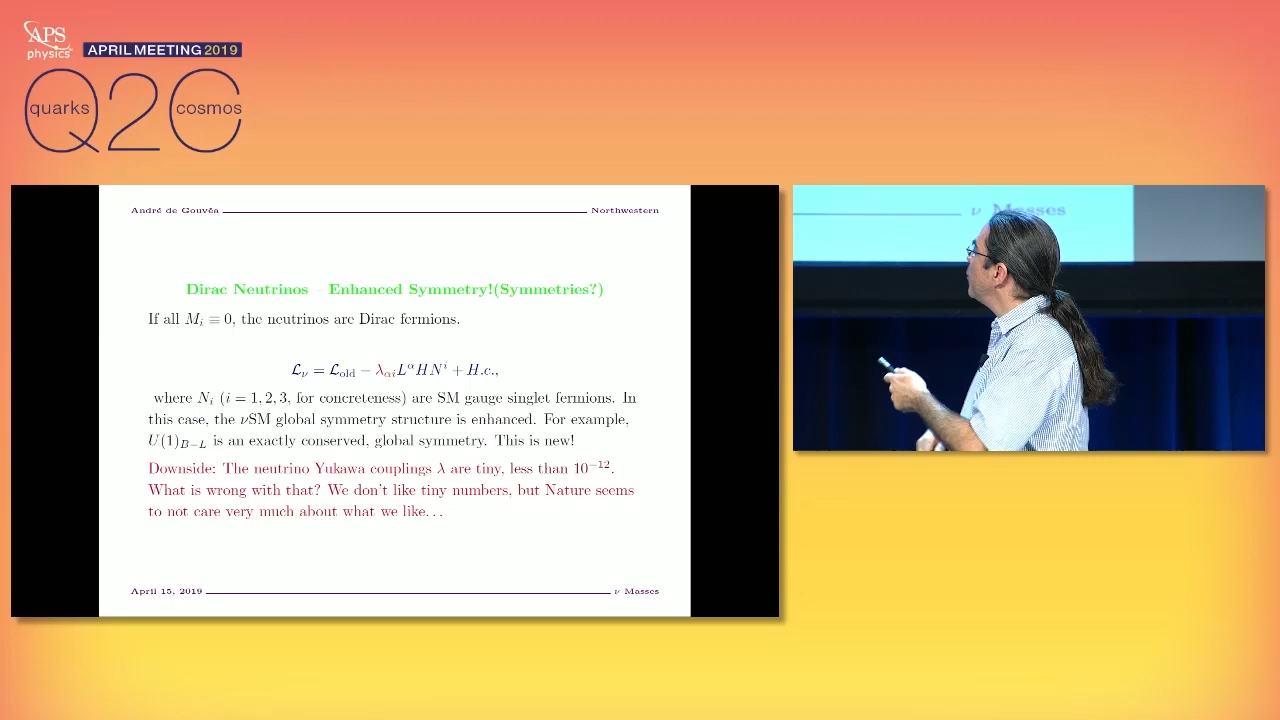 APS
physics
APRIL MEETING 2019
Q2C
quarks
cosmos
André de Gouvêa
Northwestern
Dirac Neutrinos – Enhanced Symmetry!(Symmetries?)
If all M_i ≡ 0, the neutrinos are Dirac fermions.
ℒ_ν = ℒ_old − λ_{αi} L^α H N^i + H.c.,
where N_i (i = 1, 2, 3, for concreteness) are SM gauge singlet fermions. In
this case, the νSM global symmetry structure is enhanced. For example,
U(1)_{B−L} is an exactly conserved, global symmetry. This is new!
Downside: The neutrino Yukawa couplings λ are tiny, less than 10^{−12}.
What is wrong with that? We don't like tiny numbers, but Nature seems
to not care very much about what we like...
April 15, 2019
ν Masses
ν Masses